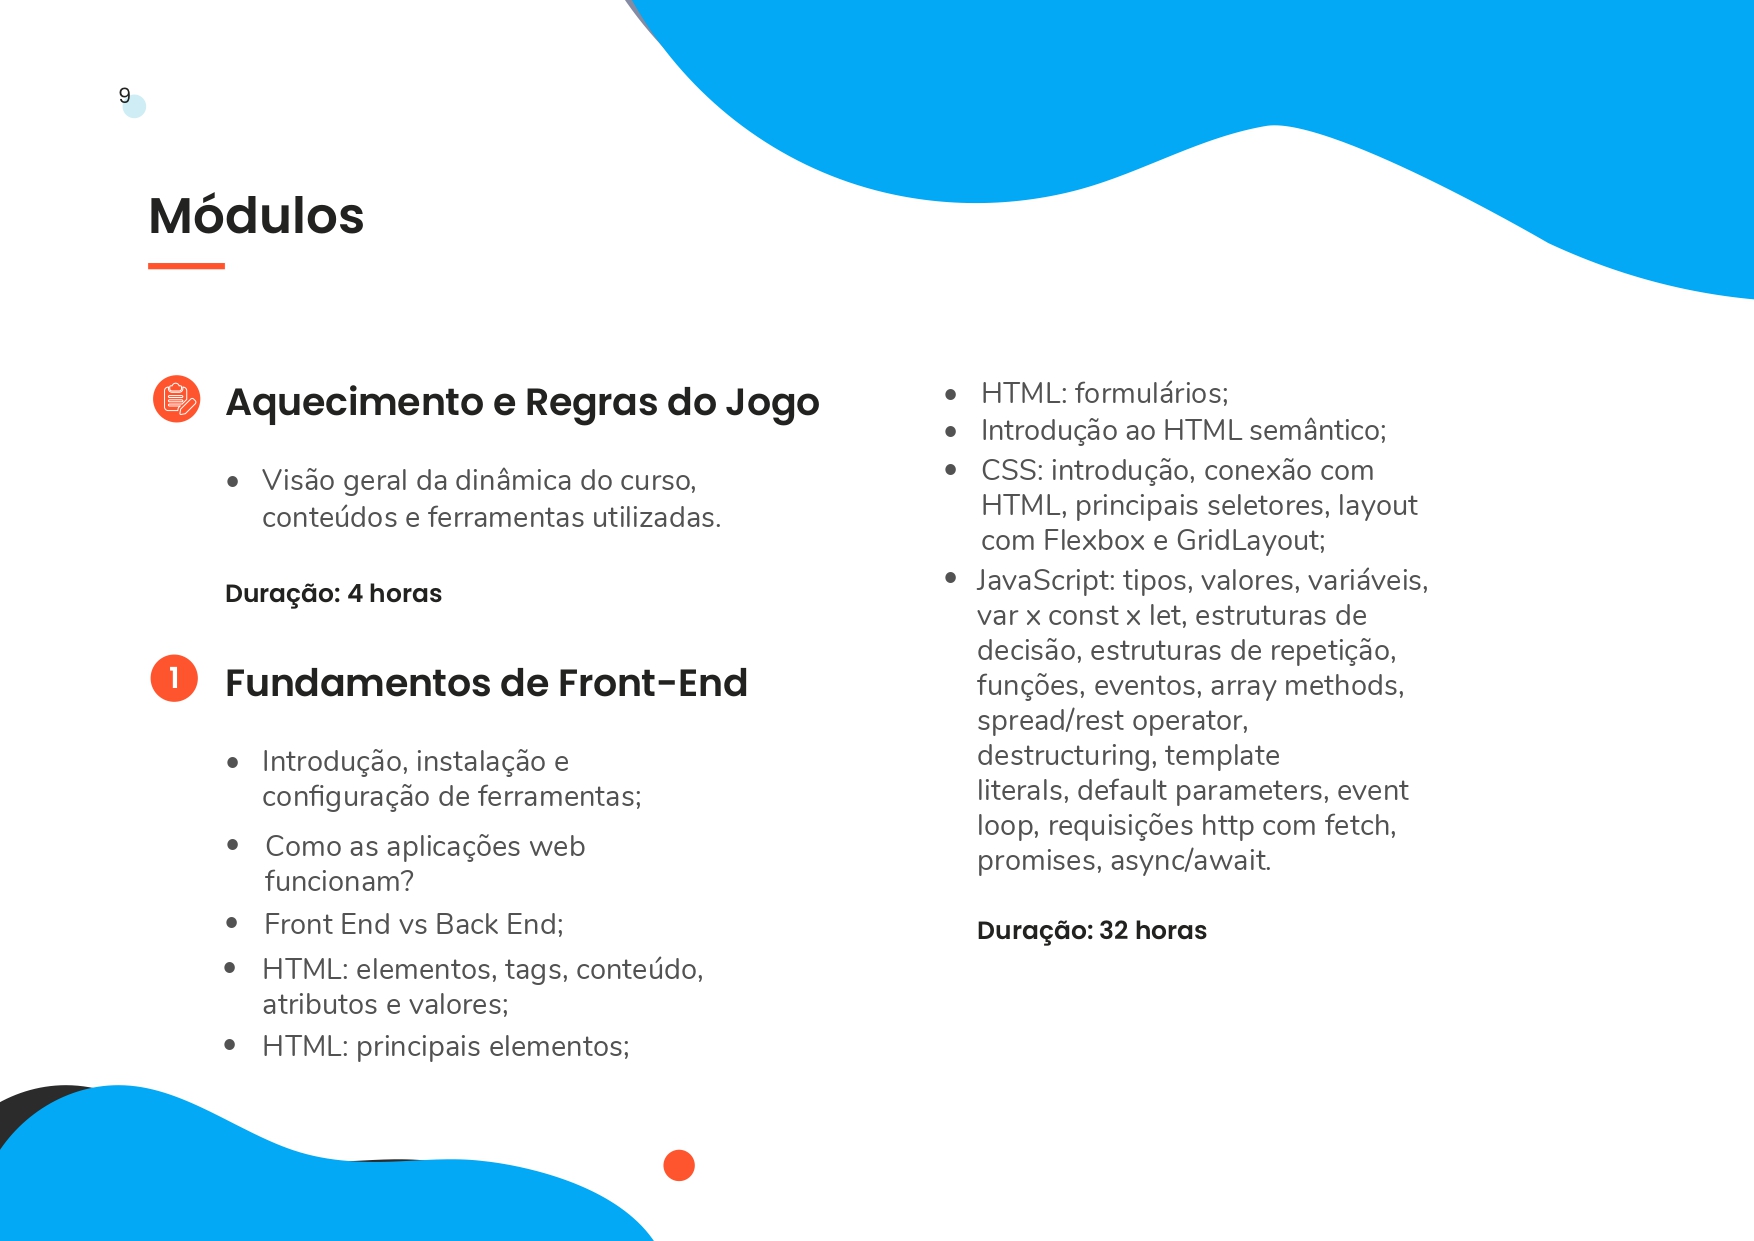 9
Módulos
Aquecimento e Regras do Jogo
• Visão geral da dinâmica do curso,
conteúdos e ferramentas utilizadas.
Duração: 4 horas
1 Fundamentos de Front-End
• Introdução, instalação e
configuração de ferramentas;
• Como as aplicações web
funcionam?
• Front End vs Back End;
• HTML: elementos, tags, conteúdo,
atributos e valores;
• HTML: principais elementos;
• HTML: formulários;
• Introdução ao HTML semântico;
• CSS: introdução, conexão com
HTML, principais seletores, layout
com Flexbox e GridLayout;
• JavaScript: tipos, valores, variáveis,
var x const x let, estruturas de
decisão, estruturas de repetição,
funções, eventos, array methods,
spread/rest operator,
destructuring, template
literals, default parameters, event
loop, requisições http com fetch,
promises, async/await.
Duração: 32 horas